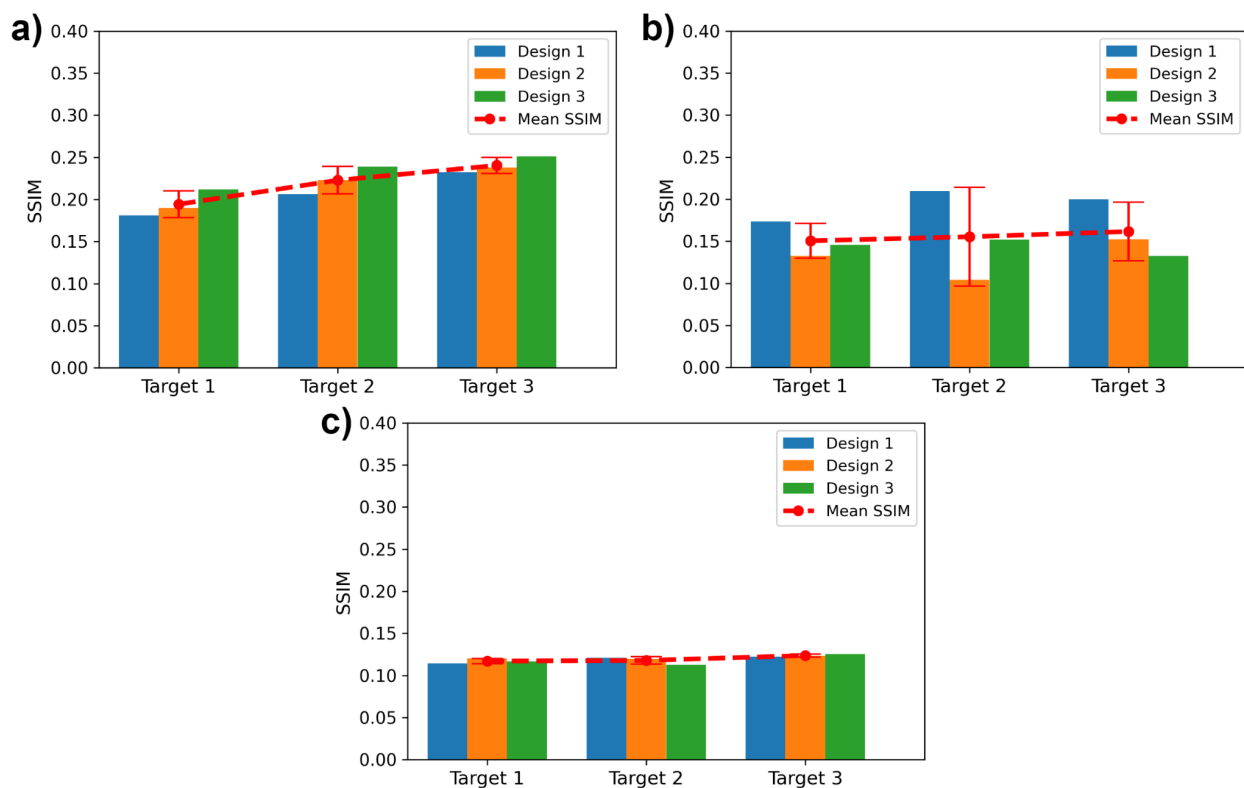 a)
0.40
0.35
0.30
0.25
0.20
0.15
0.10
0.05
0.00
SSIM
Design 1
Design 2
Design 3
Mean SSIM
Target 1 Target 2 Target 3
b)
0.40
0.35
0.30
0.25
0.20
0.15
0.10
0.05
0.00
SSIM
Design 1
Design 2
Design 3
Mean SSIM
Target 1 Target 2 Target 3
c)
0.40
0.35
0.30
0.25
0.20
0.15
0.10
0.05
0.00
SSIM
Design 1
Design 2
Design 3
Mean SSIM
Target 1 Target 2 Target 3